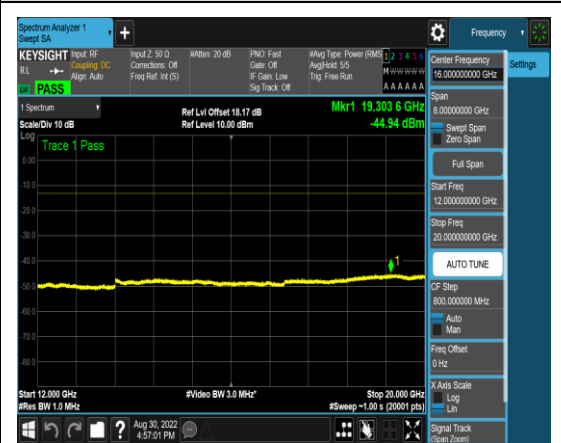 Spectrum Analyzer 1
Swept SA
+
Frequency
KEYSIGHT
RL
PASS
Input: RF
Coupling: DC
Align: Auto
Input Z: 50 Ω
Corrections: Off
Freq Ref: Int (S)
#Atten: 20 dB
PNO: Fast
Gate: Off
IF Gain: Low
Sig Track: Off
#Avg Type: Power (RMS
Avg|Hold: 5/5
Trig: Free Run
1 2 3 4 5 6
M W W W W W
A A A A A A
1 Spectrum
Scale/Div 10 dB
Ref Lvl Offset 18.17 dB
Ref Level 10.00 dBm
Mkr1 19.303 6 GHz
-44.94 dBm
Log
Trace 1 Pass
0.00
-10.0
-20.0
-30.0
-40.0
-50.0
-60.0
-70.0
-80.0
1
Start 12.000 GHz
#Res BW 1.0 MHz
#Video BW 3.0 MHz*
Stop 20.000 GHz
#Sweep ~1.00 s (20001 pts)
Center Frequency
16.000000000 GHz
Settings
Span
8.00000000 GHz
Swept Span
Zero Span
Full Span
Start Freq
12.000000000 GHz
Stop Freq
20.000000000 GHz
AUTO TUNE
CF Step
800.000000 MHz
Auto
Man
Freq Offset
0 Hz
X Axis Scale
Log
Lin
Signal Track
(Span Zoom)
?
Aug 30, 2022
4:57:01 PM